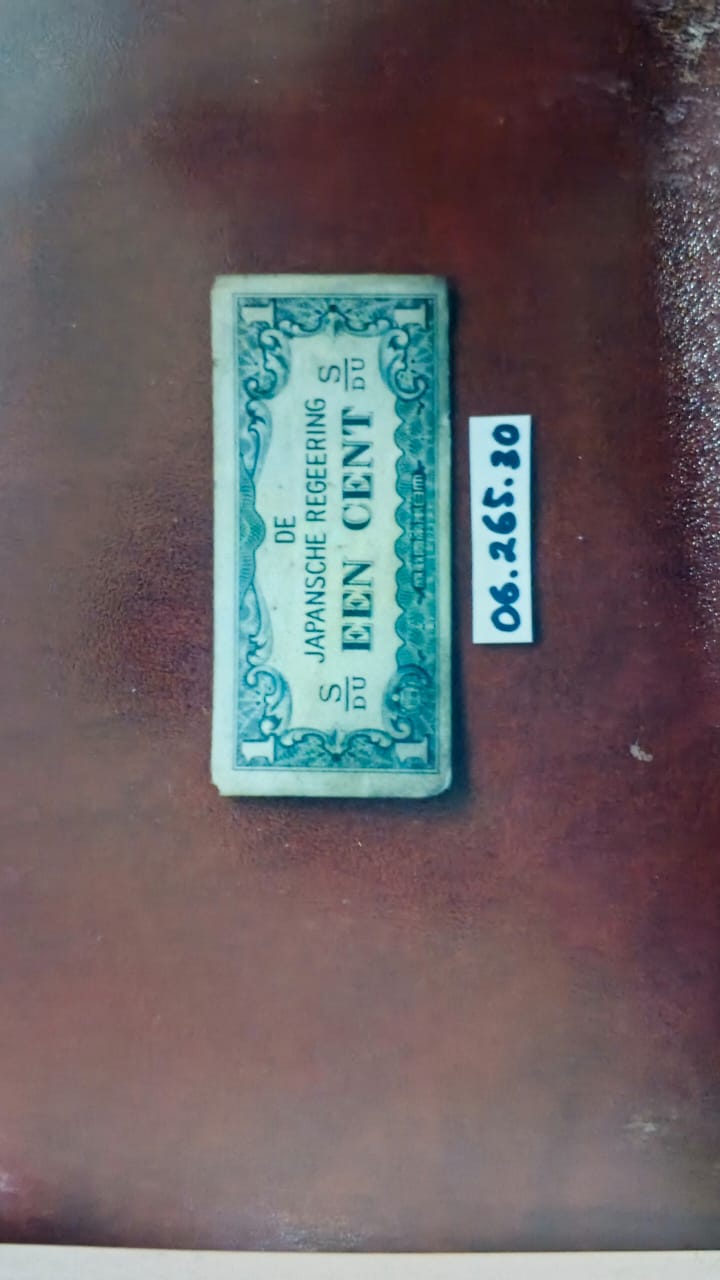 1 1
DE
JAPANSCHE REGEERING
S/DU EEN CENT S/DU
1 1
06.265.30